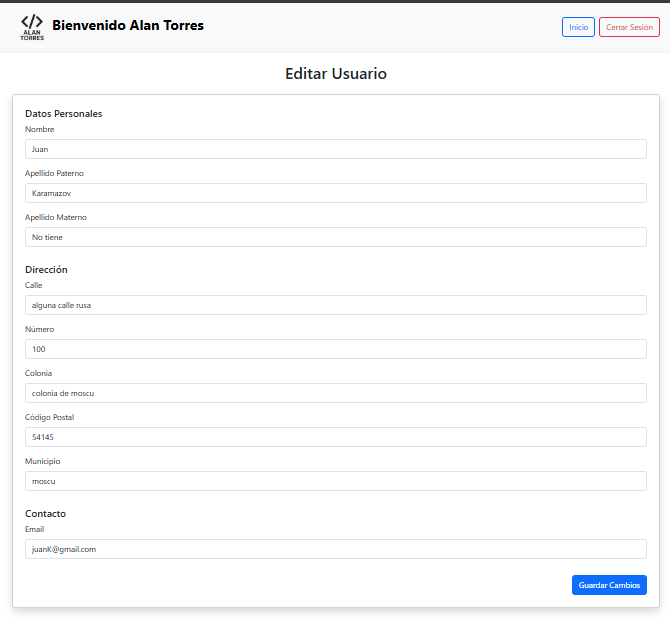 </>
ALAN
TORRES
Bienvenido Alan Torres
Inicio
Cerrar Sesión
Editar Usuario
Datos Personales
Nombre
Juan
Apellido Paterno
Karamazov
Apellido Materno
No tiene
Dirección
Calle
alguna calle rusa
Número
100
Colonia
colonia de moscu
Código Postal
54145
Municipio
moscu
Contacto
Email
juanK@gmail.com
Guardar Cambios